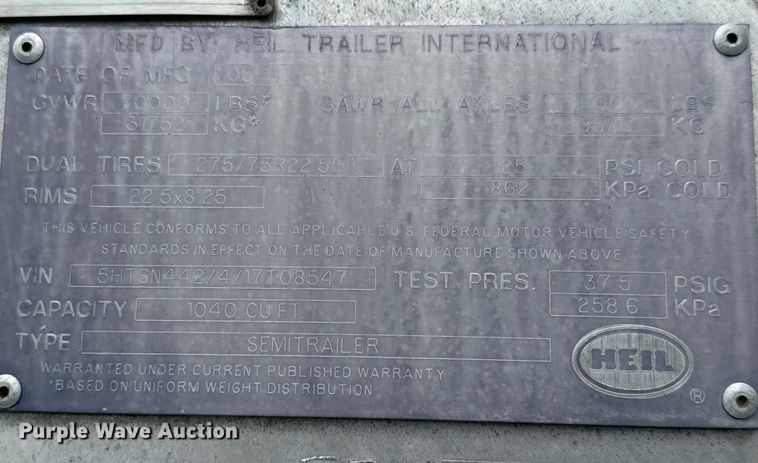 MFD BY: HEIL TRAILER INTERNATIONAL
DATE OF MFG
GVWR 70000 LBS* GAWR ALL AXLES LBS
31752 KG* KG
DUAL TIRES 275/75R22.5(H) AT 125 PSI COLD
RIMS 22.5x8.25 862 KPa COLD
THIS VEHICLE CONFORMS TO ALL APPLICABLE U.S. FEDERAL MOTOR VEHICLE SAFETY
STANDARDS IN EFFECT ON THE DATE OF MANUFACTURE SHOWN ABOVE
VIN 5HTSN442/4/17T08547 TEST PRES. 37.5 PSIG
CAPACITY 1040 CU.FT. 258.6 KPa
TYPE SEMITRAILER
HEIL ®
WARRANTED UNDER CURRENT PUBLISHED WARRANTY
*BASED ON UNIFORM WEIGHT DISTRIBUTION
Purple Wave Auction